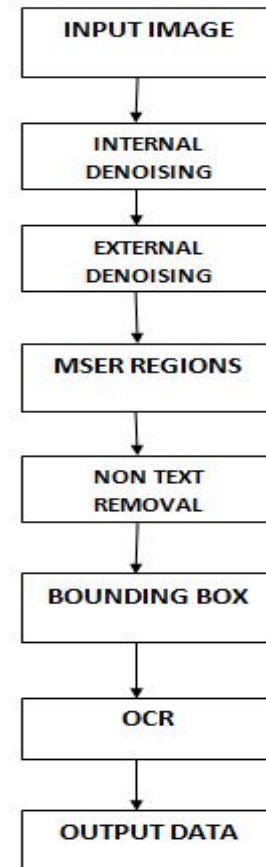 INPUT IMAGE
INTERNAL
DENOISING
EXTERNAL
DENOISING
MSER REGIONS
NON TEXT
REMOVAL
BOUNDING BOX
OCR
OUTPUT DATA